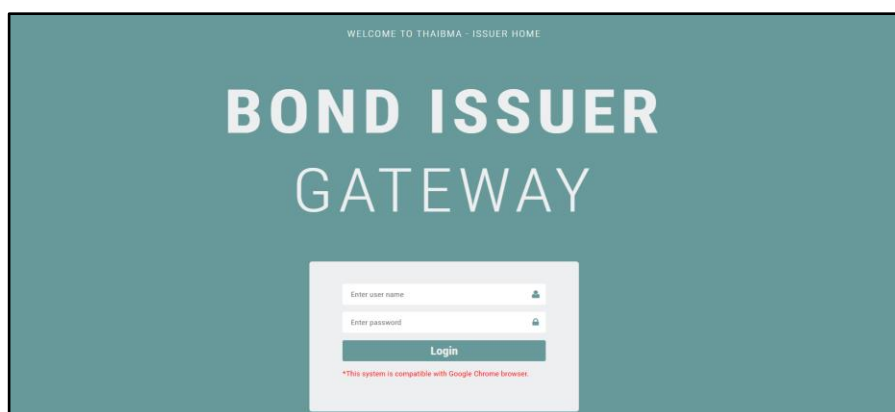 WELCOME TO THAIBMA - ISSUER HOME
BOND ISSUER
GATEWAY
Enter user name
Enter password
Login
*This system is compatible with Google Chrome browser.